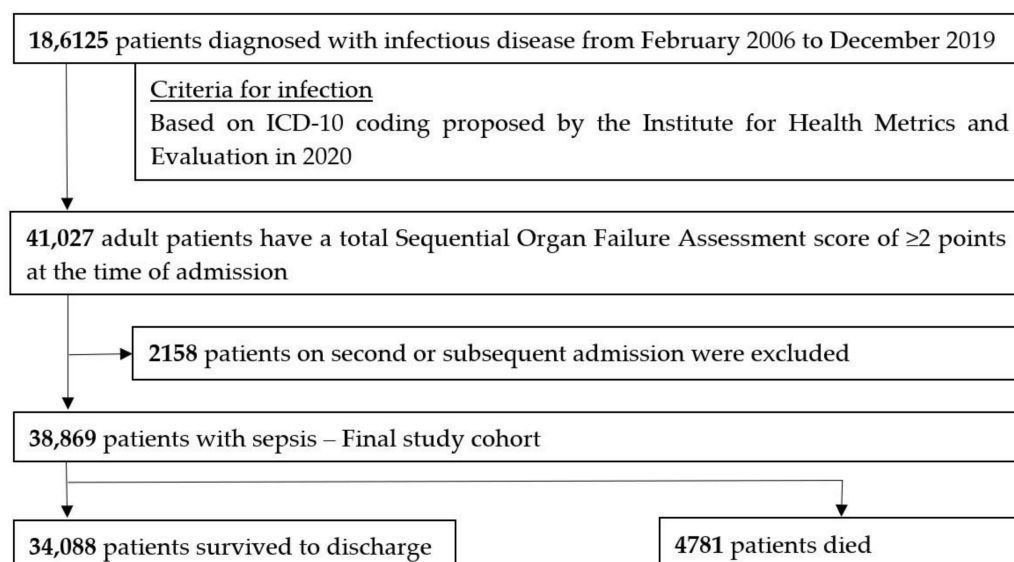 18,6125 patients diagnosed with infectious disease from February 2006 to December 2019
Criteria for infection
Based on ICD-10 coding proposed by the Institute for Health Metrics and
Evaluation in 2020
41,027 adult patients have a total Sequential Organ Failure Assessment score of ≥2 points
at the time of admission
2158 patients on second or subsequent admission were excluded
38,869 patients with sepsis – Final study cohort
34,088 patients survived to discharge
4781 patients died